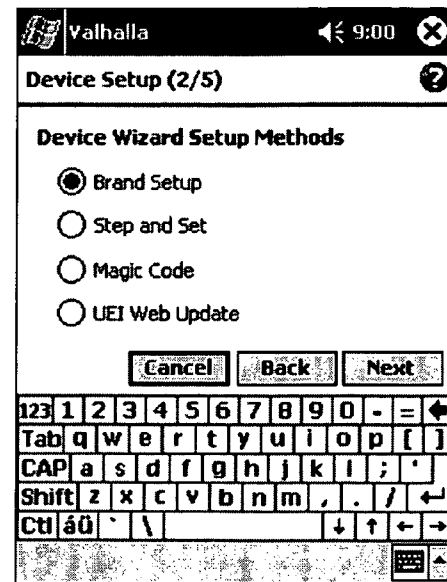 Valhalla 9:00
Device Setup (2/5)
Device Wizard Setup Methods
Brand Setup
Step and Set
Magic Code
UEI Web Update
Cancel Back Next
123 1 2 3 4 5 6 7 8 9 0 - = ←
Tab q w e r t y u i o p [ ]
CAP a s d f g h j k l ; '
Shift z x c v b n m , . / ↵
Ctl áü ` \ ↓ ↑ ← →